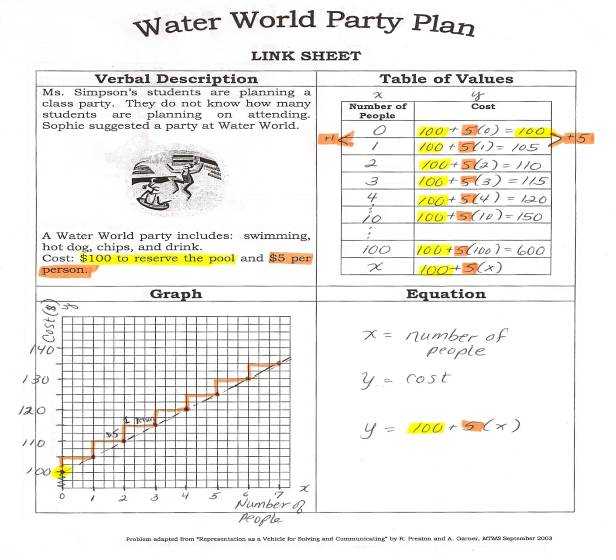 Water World Party Plan
LINK SHEET
Verbal Description
Ms. Simpson's students are planning a
class party. They do not know how many
students are planning on attending.
Sophie suggested a party at Water World.
A Water World party includes: swimming,
hot dog, chips, and drink.
Cost: $100 to reserve the pool and $5 per
person.
Table of Values
x y
Number of People Cost
0 100 + 5(0) = 100
1 100 + 5(1) = 105
+1 +5
2 100 + 5(2) = 110
3 100 + 5(3) = 115
4 100 + 5(4) = 120
10 100 + 5(10) = 150
100 100 + 5(100) = 600
x 100 + 5(x)
Graph
Cost ($) y
140
130
120
110
100
$5
1
0 1 2 3 4 5 6 7 x
Number of
People
Equation
x = number of
people
y = cost
y = 100 + 5(x)
Problem adapted from "Representation as a Vehicle for Solving and Communicating" by R. Preston and A. Garner, MTMS September 2003